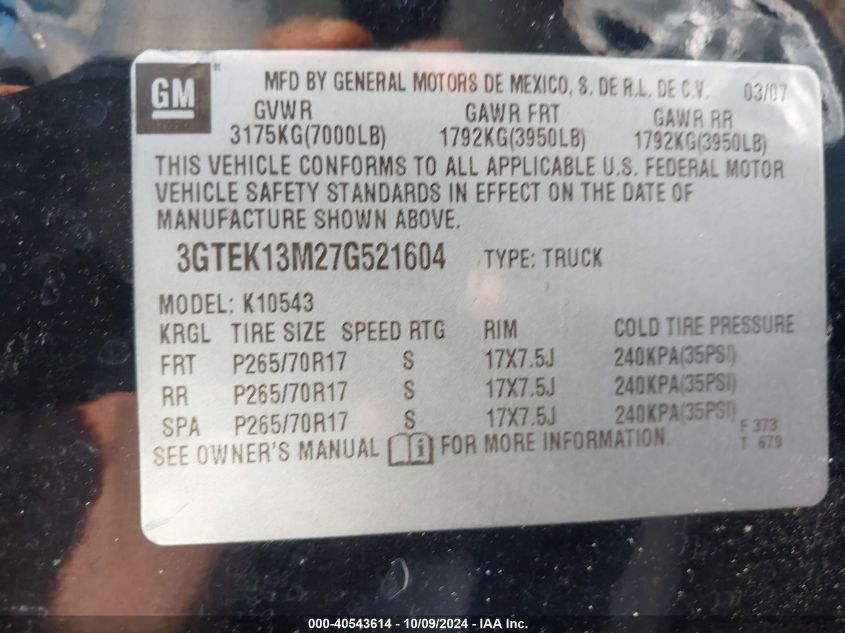 GM ®
MFD BY GENERAL MOTORS DE MEXICO, S. DE R.L. DE C.V. 03/07
GVWR GAWR FRT GAWR RR
3175KG(7000LB) 1792KG(3950LB) 1792KG(3950LB)
THIS VEHICLE CONFORMS TO ALL APPLICABLE U.S. FEDERAL MOTOR
VEHICLE SAFETY STANDARDS IN EFFECT ON THE DATE OF
MANUFACTURE SHOWN ABOVE.
3GTEK13M27G521604 TYPE: TRUCK
MODEL: K10543
KRGL TIRE SIZE SPEED RTG RIM COLD TIRE PRESSURE
FRT P265/70R17 S 17X7.5J 240KPA(35PSI)
RR P265/70R17 S 17X7.5J 240KPA(35PSI)
SPA P265/70R17 S 17X7.5J 240KPA(35PSI)
F 373
SEE OWNER'S MANUAL FOR MORE INFORMATION. T 679
000-40543614 - 10/09/2024 - IAA Inc.